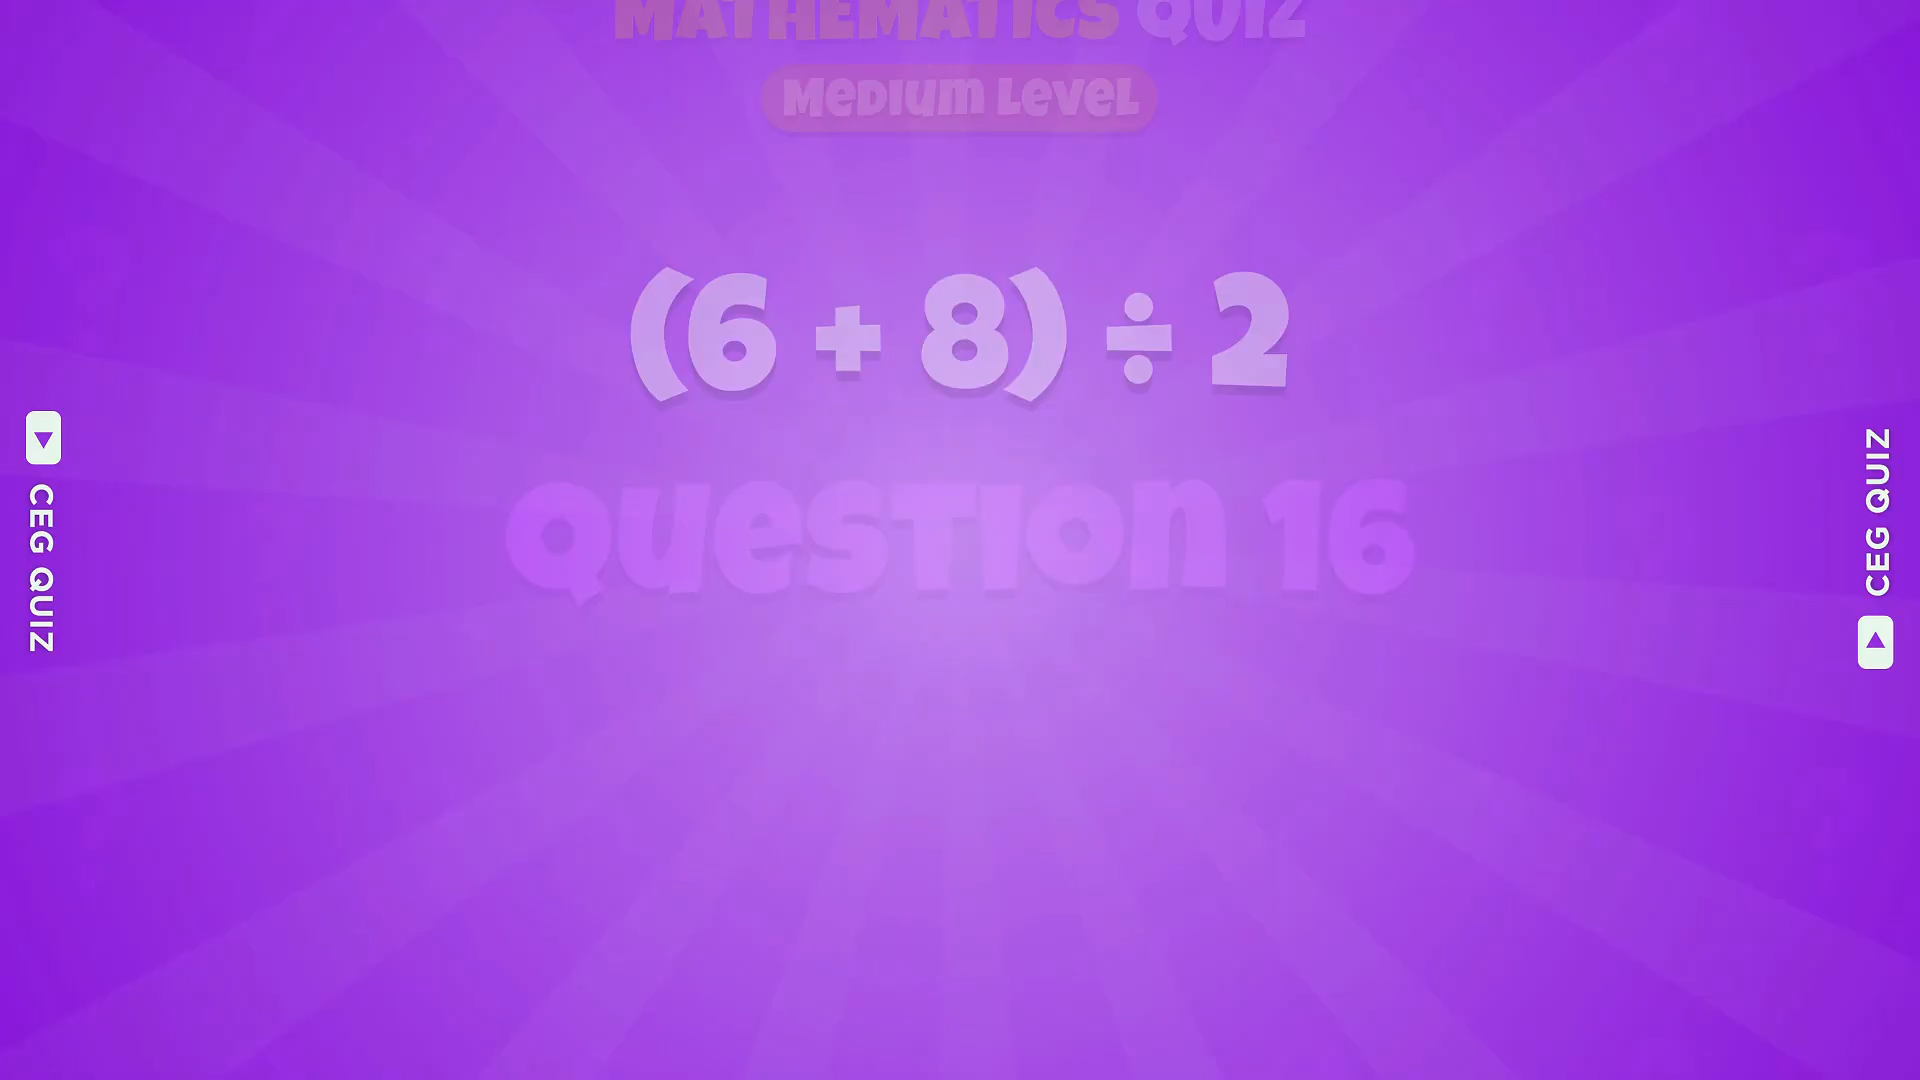 MATHEMATICS QUIZ
Medium Level
(6 + 8) ÷ 2
Question 16
CEG QUIZ
CEG QUIZ